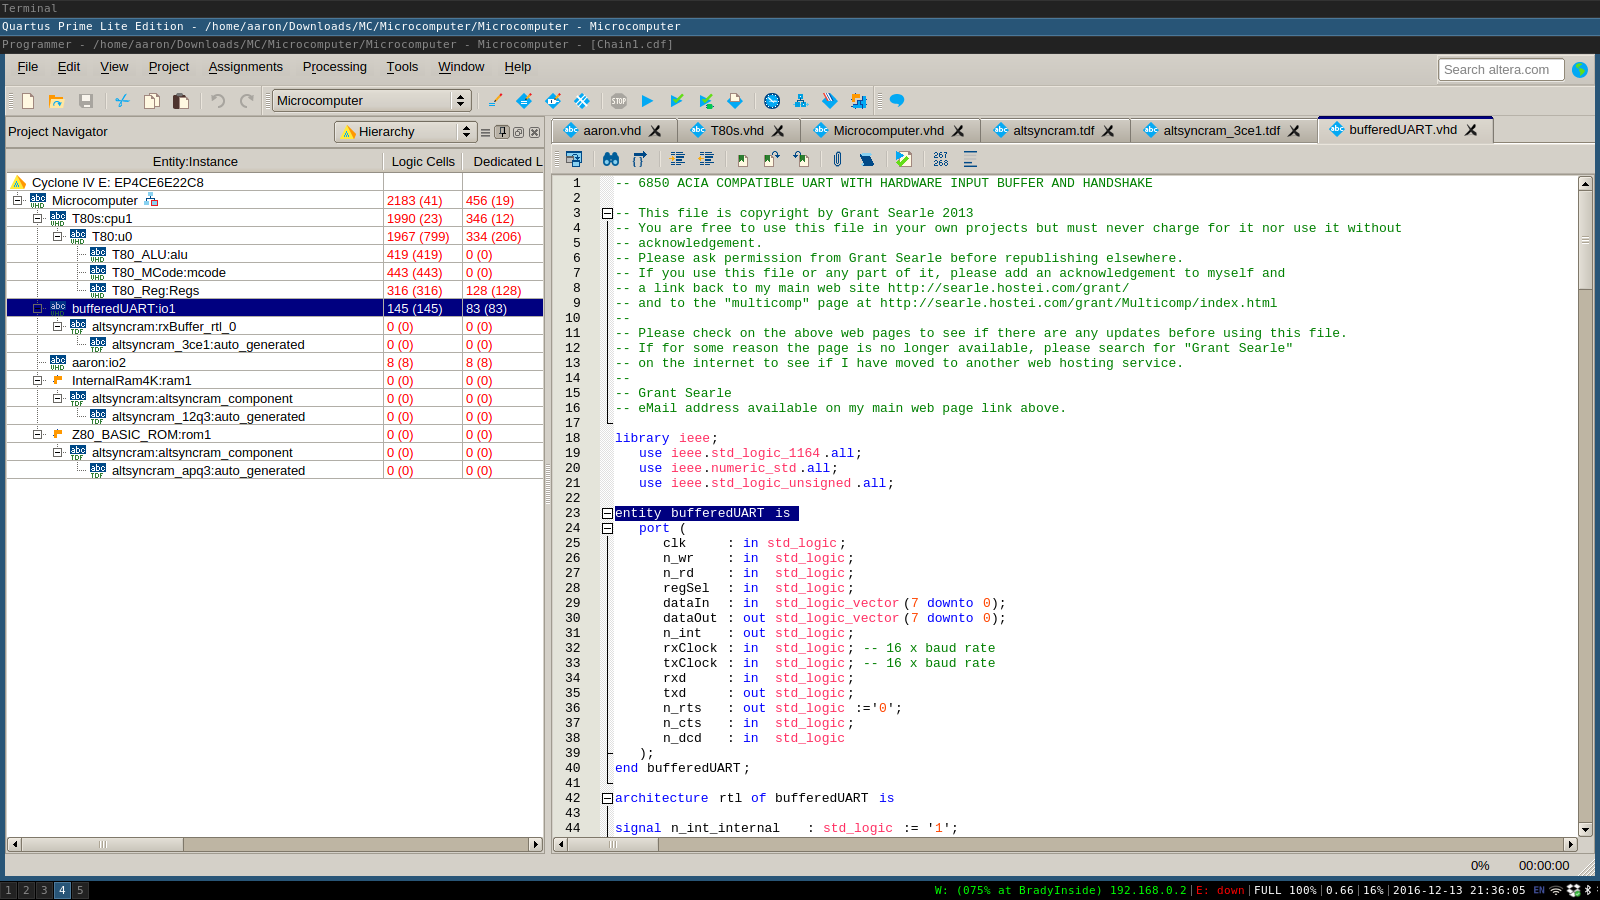 Terminal
Quartus Prime Lite Edition - /home/aaron/Downloads/MC/Microcomputer/Microcomputer - Microcomputer
Programmer - /home/aaron/Downloads/MC/Microcomputer/Microcomputer - Microcomputer - [Chain1.cdf]
File Edit View Project Assignments Processing Tools Window Help Search altera.com
Microcomputer STOP
Project Navigator Hierarchy
aaron.vhd T80s.vhd Microcomputer.vhd altsyncram.tdf altsyncram_3ce1.tdf bufferedUART.vhd
267
268
Entity:Instance Logic Cells Dedicated L
Cyclone IV E: EP4CE6E22C8
Microcomputer 2183 (41) 456 (19)
T80s:cpu1 1990 (23) 346 (12)
T80:u0 1967 (799) 334 (206)
T80_ALU:alu 419 (419) 0 (0)
T80_MCode:mcode 443 (443) 0 (0)
T80_Reg:Regs 316 (316) 128 (128)
bufferedUART:io1 145 (145) 83 (83)
altsyncram:rxBuffer_rtl_0 0 (0) 0 (0)
altsyncram_3ce1:auto_generated 0 (0) 0 (0)
aaron:io2 8 (8) 8 (8)
InternalRam4K:ram1 0 (0) 0 (0)
altsyncram:altsyncram_component 0 (0) 0 (0)
altsyncram_12q3:auto_generated 0 (0) 0 (0)
Z80_BASIC_ROM:rom1 0 (0) 0 (0)
altsyncram:altsyncram_component 0 (0) 0 (0)
altsyncram_apq3:auto_generated 0 (0) 0 (0)
1 -- 6850 ACIA COMPATIBLE UART WITH HARDWARE INPUT BUFFER AND HANDSHAKE
2
3 -- This file is copyright by Grant Searle 2013
4 -- You are free to use this file in your own projects but must never charge for it nor use it without
5 -- acknowledgement.
6 -- Please ask permission from Grant Searle before republishing elsewhere.
7 -- If you use this file or any part of it, please add an acknowledgement to myself and
8 -- a link back to my main web site http://searle.hostei.com/grant/
9 -- and to the "multicomp" page at http://searle.hostei.com/grant/Multicomp/index.html
10 --
11 -- Please check on the above web pages to see if there are any updates before using this file.
12 -- If for some reason the page is no longer available, please search for "Grant Searle"
13 -- on the internet to see if I have moved to another web hosting service.
14 --
15 -- Grant Searle
16 -- eMail address available on my main web page link above.
17
18 library ieee;
19 use ieee.std_logic_1164.all;
20 use ieee.numeric_std.all;
21 use ieee.std_logic_unsigned.all;
22
23 entity bufferedUART is
24 port (
25 clk : in std_logic;
26 n_wr : in std_logic;
27 n_rd : in std_logic;
28 regSel : in std_logic;
29 dataIn : in std_logic_vector(7 downto 0);
30 dataOut : out std_logic_vector(7 downto 0);
31 n_int : out std_logic;
32 rxClock : in std_logic; -- 16 x baud rate
33 txClock : in std_logic; -- 16 x baud rate
34 rxd : in std_logic;
35 txd : out std_logic;
36 n_rts : out std_logic :='0';
37 n_cts : in std_logic;
38 n_dcd : in std_logic
39 );
40 end bufferedUART;
41
42 architecture rtl of bufferedUART is
43
44 signal n_int_internal : std_logic := '1';
0% 00:00:00
1 2 3 4 5 W: (075% at BradyInside) 192.168.0.2|E: down|FULL 100%|0.66|16%|2016-12-13 21:36:05 EN